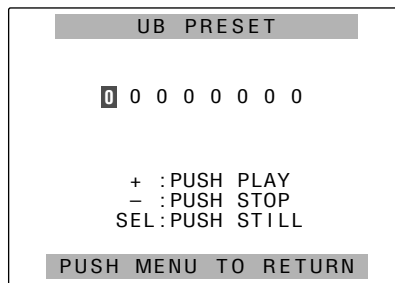 UB PRESET
0 0 0 0 0 0 0 0
+ :PUSH PLAY
– :PUSH STOP
SEL:PUSH STILL
PUSH MENU TO RETURN